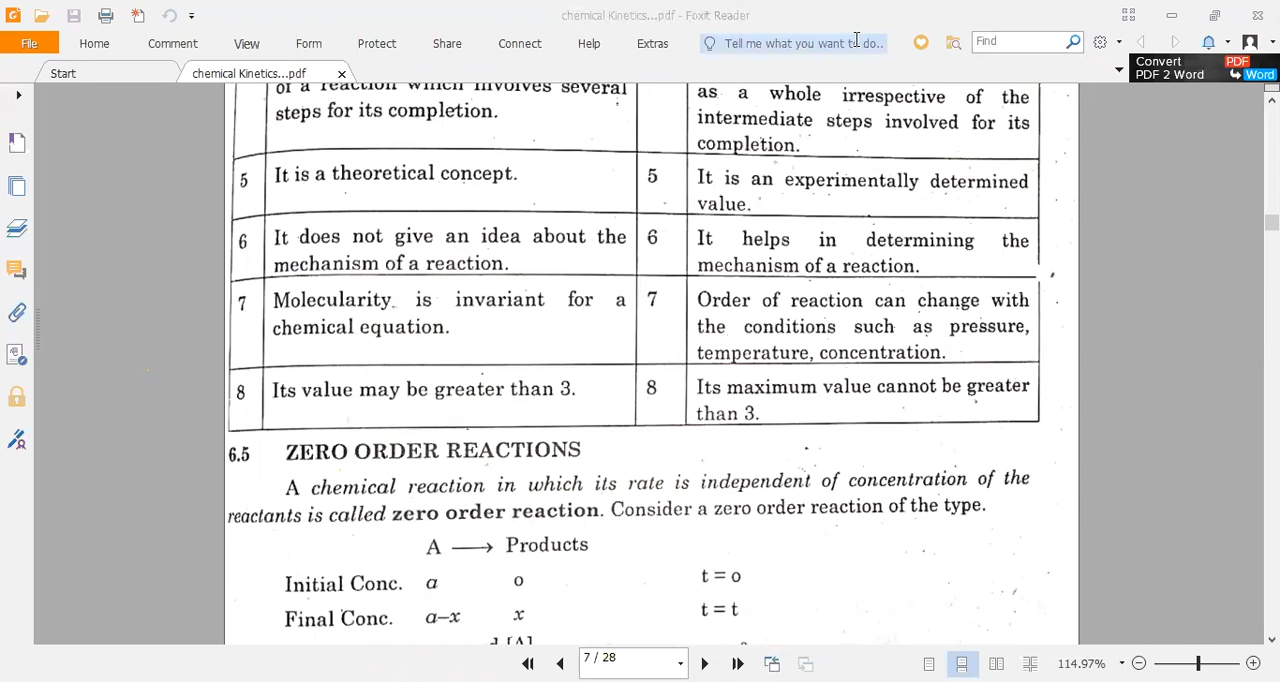 chemical Kinetics...pdf - Foxit Reader
File Home Comment View Form Protect Share Connect Help Extras Tell me what you want to do.. Find
Convert PDF
PDF 2 Word Word
Start chemical Kinetics...pdf
of a reaction which involves several
steps for its completion.
as a whole irrespective of the
intermediate steps involved for its
completion.
5 It is a theoretical concept.
5 It is an experimentally determined
value.
6 It does not give an idea about the
mechanism of a reaction.
6 It helps in determining the
mechanism of a reaction.
7 Molecularity is invariant for a
chemical equation.
7 Order of reaction can change with
the conditions such as pressure,
temperature, concentration.
8 Its value may be greater than 3.
8 Its maximum value cannot be greater
than 3.
6.5 ZERO ORDER REACTIONS
A chemical reaction in which its rate is independent of concentration of the
reactants is called zero order reaction. Consider a zero order reaction of the type.
A ⟶ Products
Initial Conc. a o t = o
Final Conc. a–x x t = t
d [A]
7 / 28
114.97%